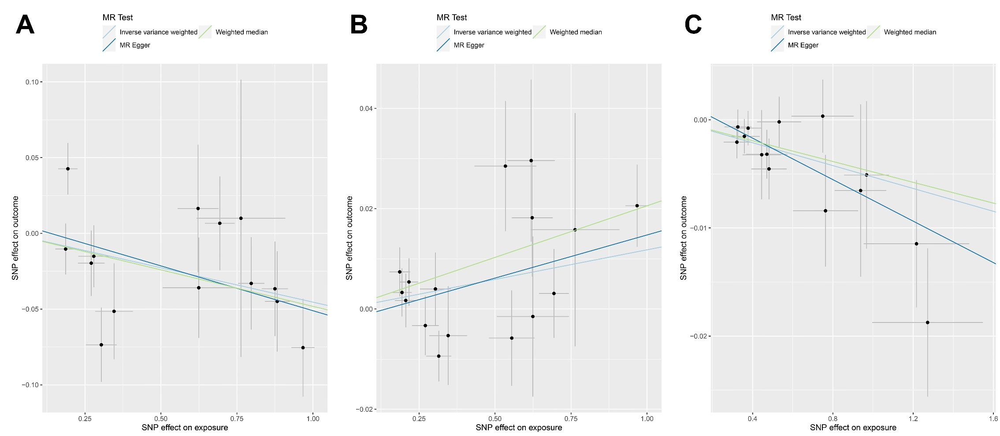 A
MR Test
Inverse variance weighted Weighted median
MR Egger
SNP effect on outcome
0.10
0.05
0.00
−0.05
−0.10
0.25 0.50 0.75 1.00
SNP effect on exposure
B
MR Test
Inverse variance weighted Weighted median
MR Egger
SNP effect on outcome
0.04
0.02
0.00
−0.02
0.25 0.50 0.75 1.00
SNP effect on exposure
C
MR Test
Inverse variance weighted Weighted median
MR Egger
SNP effect on outcome
0.00
−0.01
−0.02
0.4 0.8 1.2 1.6
SNP effect on exposure